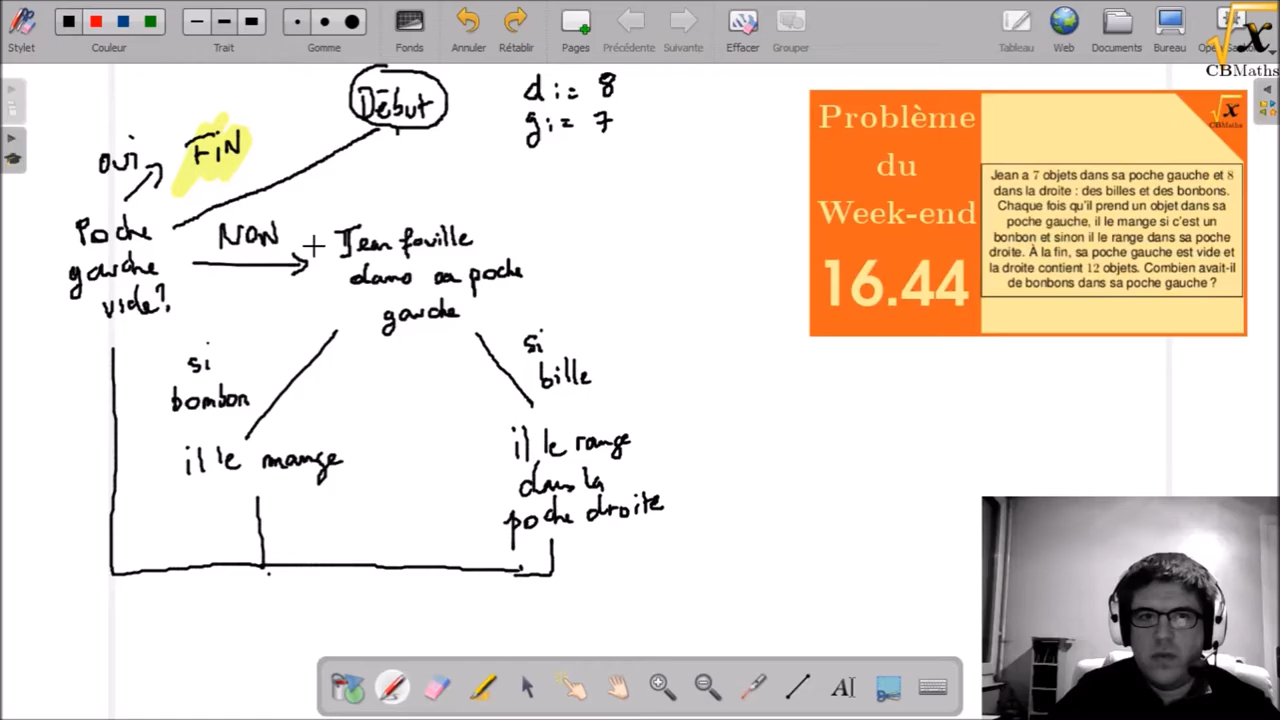 Stylet
Couleur
Trait
Gomme
Fonds
Annuler
Rétablir
Pages
Précédente
Suivante
Effacer
Grouper
Tableau
Web
Documents
Bureau
√x
CBMaths
Début
d := 8
g := 7
oui
FIN
Poche
gauche
vide?
NON
Jean fouille
dans sa poche
gauche
si
bombon
il le mange
si
bille
il le range
dans la
poche droite
Problème
du
Week-end
16.44
√x
CBMaths
Jean a 7 objets dans sa poche gauche et 8
dans la droite : des billes et des bonbons.
Chaque fois qu'il prend un objet dans sa
poche gauche, il le mange si c'est un
bonbon et sinon il le range dans sa poche
droite. À la fin, sa poche gauche est vide et
la droite contient 12 objets. Combien avait-il
de bonbons dans sa poche gauche ?
AI